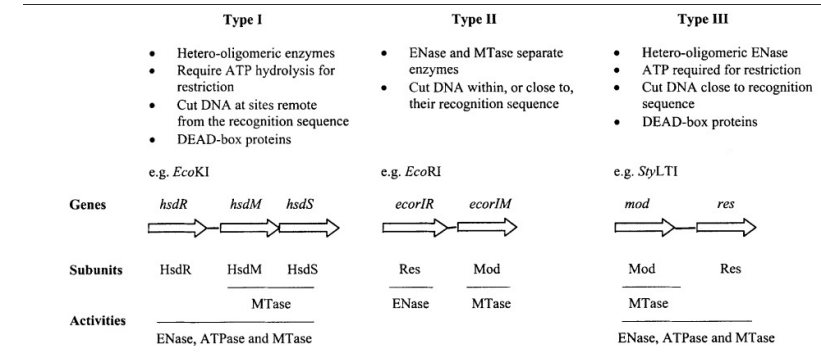 Type I
Type II
Type III
• Hetero-oligomeric enzymes
• Require ATP hydrolysis for
restriction
• Cut DNA at sites remote
from the recognition sequence
• DEAD-box proteins
• ENase and MTase separate
enzymes
• Cut DNA within, or close to,
their recognition sequence
• Hetero-oligomeric ENase
• ATP required for restriction
• Cut DNA close to recognition
sequence
• DEAD-box proteins
e.g. EcoKI
e.g. EcoRI
e.g. StyLTI
Genes hsdR hsdM hsdS ecorIR ecorIM mod res
Subunits HsdR HsdM HsdS Res Mod Mod Res
MTase ENase MTase MTase
Activities
ENase, ATPase and MTase ENase, ATPase and MTase